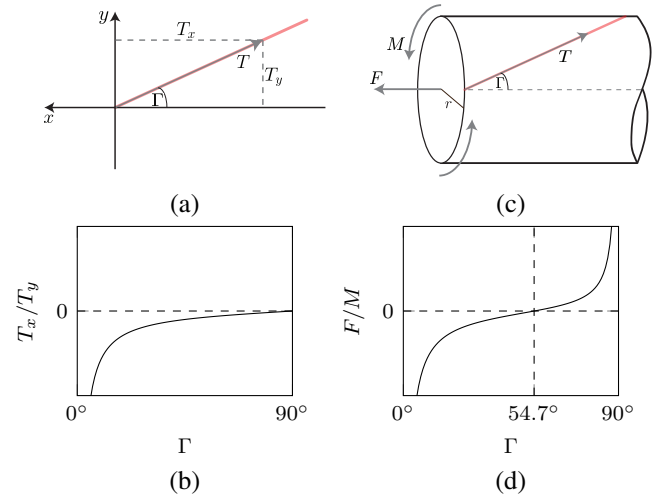 y
T_x
T
T_y
Γ
x
(a)
M
F
T
Γ
r
(c)
T_x/T_y
0
0° 90°
Γ
(b)
F/M
0
0° 54.7° 90°
Γ
(d)